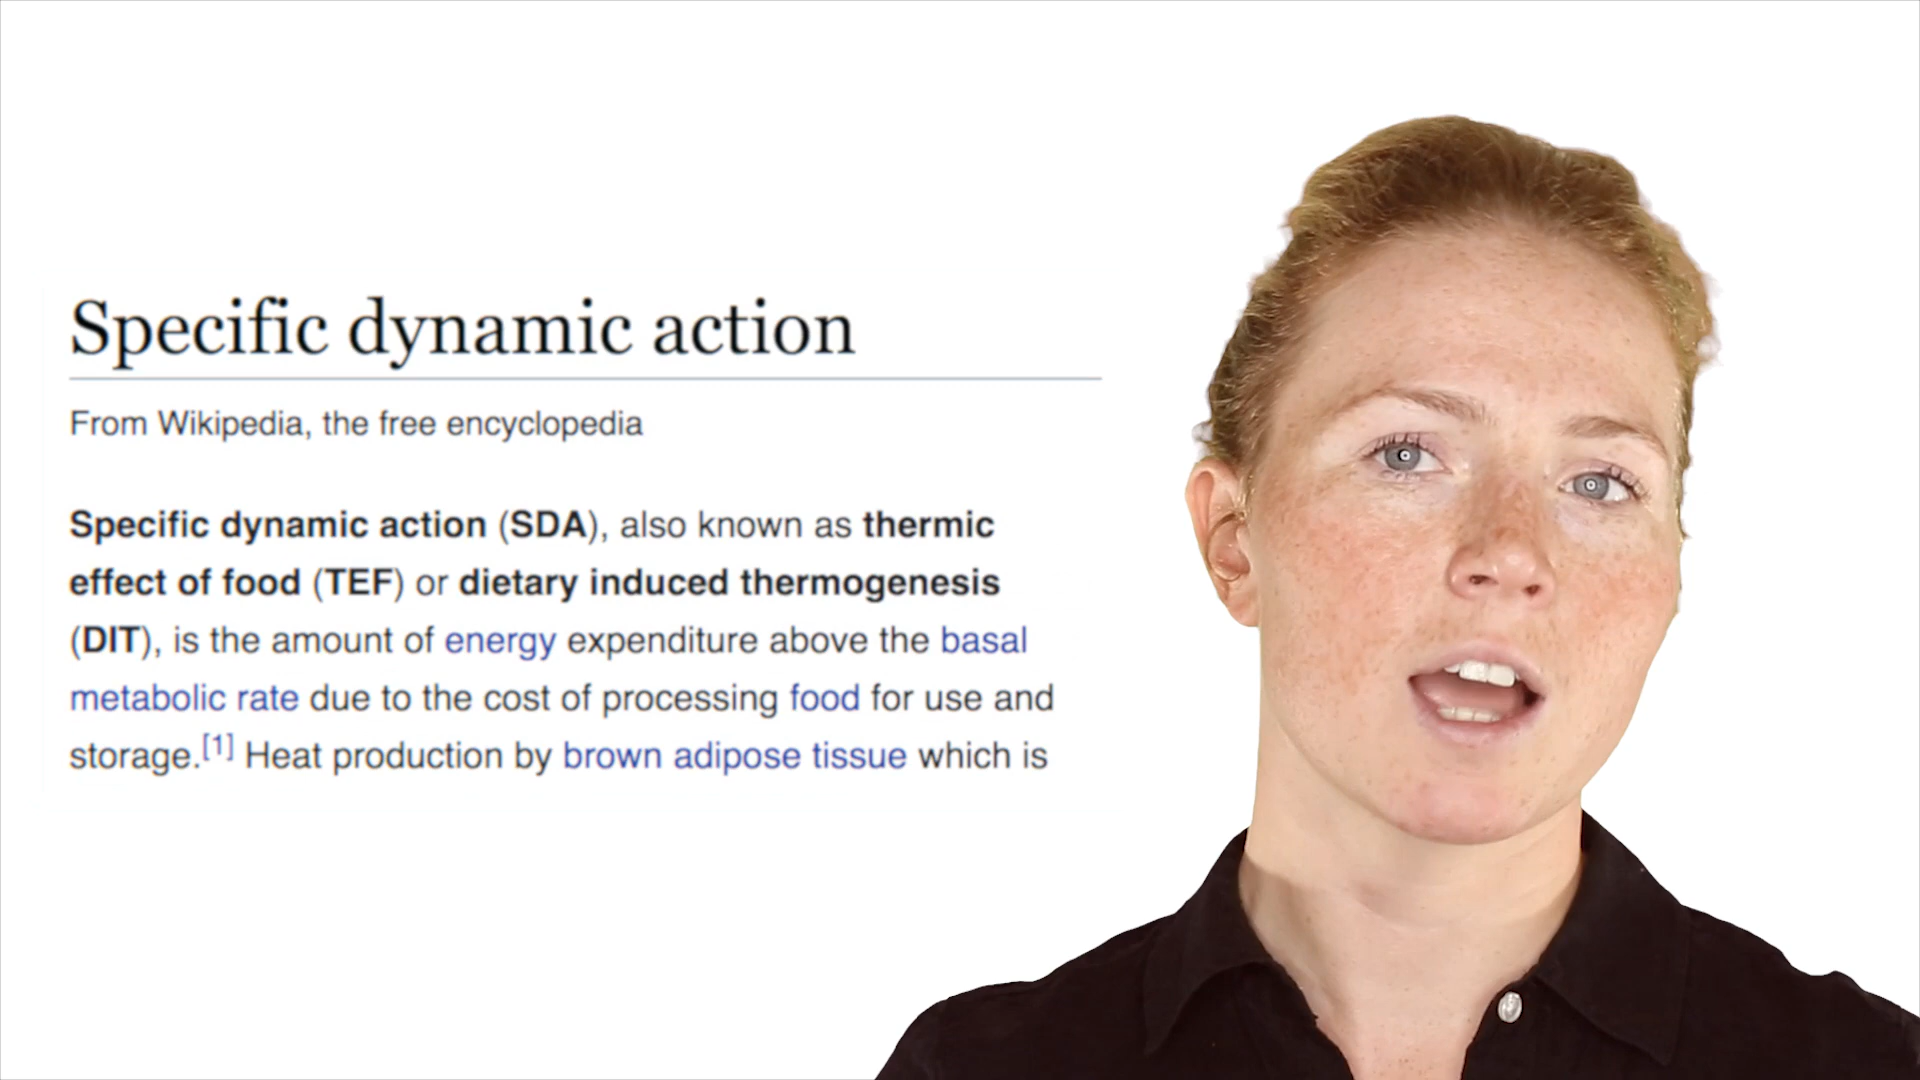 Specific dynamic action
From Wikipedia, the free encyclopedia
Specific dynamic action (SDA), also known as thermic
effect of food (TEF) or dietary induced thermogenesis
(DIT), is the amount of energy expenditure above the basal
metabolic rate due to the cost of processing food for use and
storage.[1] Heat production by brown adipose tissue which is